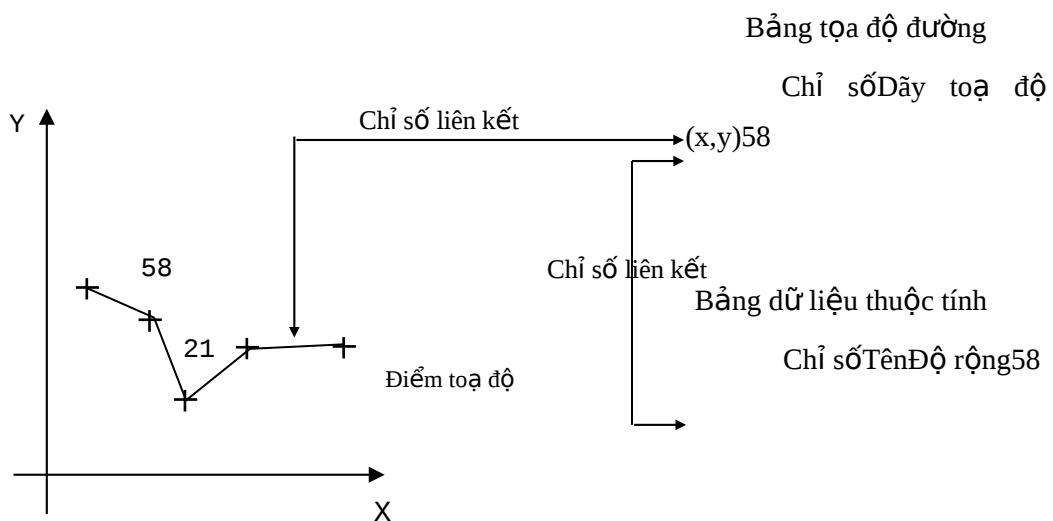 Bảng tọa độ đường
Chỉ sốDãy toạ độ
Y
Chỉ số liên kết
(x,y)58
58
Chỉ số liên kết
Bảng dữ liệu thuộc tính
21
Chỉ sốTênĐộ rộng58
Điểm toạ độ
X